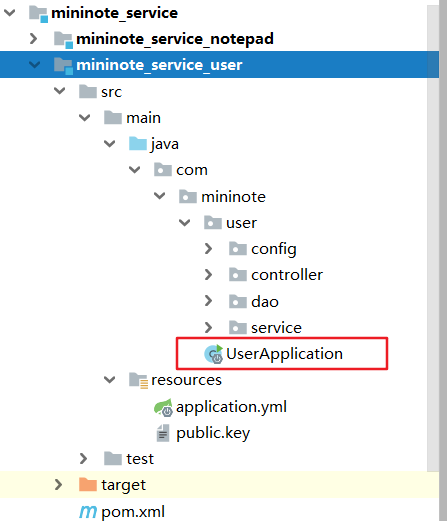 mininote_service
mininote_service_notepad
mininote_service_user
src
main
java
com
mininote
user
config
controller
dao
service
UserApplication
resources
application.yml
public.key
test
target
pom.xml